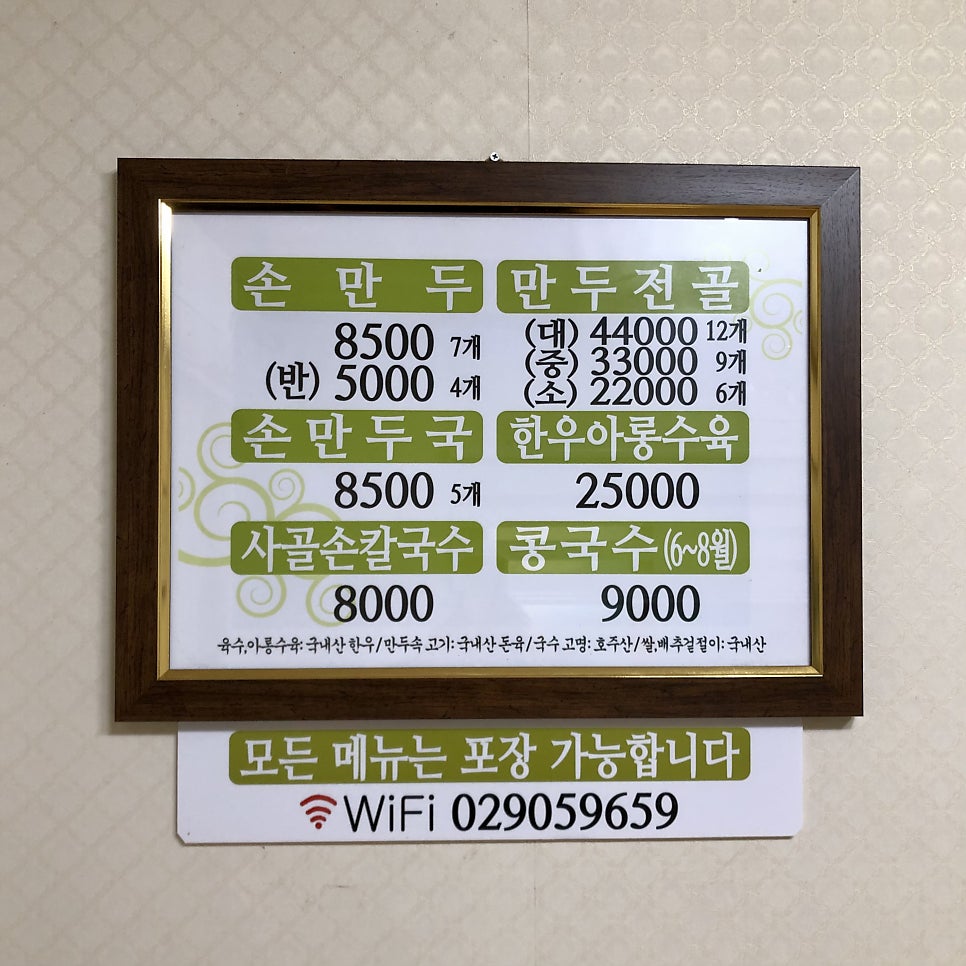 손만두
8500 7개
(반) 5000 4개
만두전골
(대) 44000 12개
(중) 33000 9개
(소) 22000 6개
손만두국
8500 5개
한우아롱수육
25000
사골손칼국수
8000
콩국수(6~8월)
9000
육수,아롱수육: 국내산 한우/만두속 고기: 국내산 돈육/국수 고명: 호주산/쌀,배추겉절이: 국내산
모든 메뉴는 포장 가능합니다
WiFi 029059659